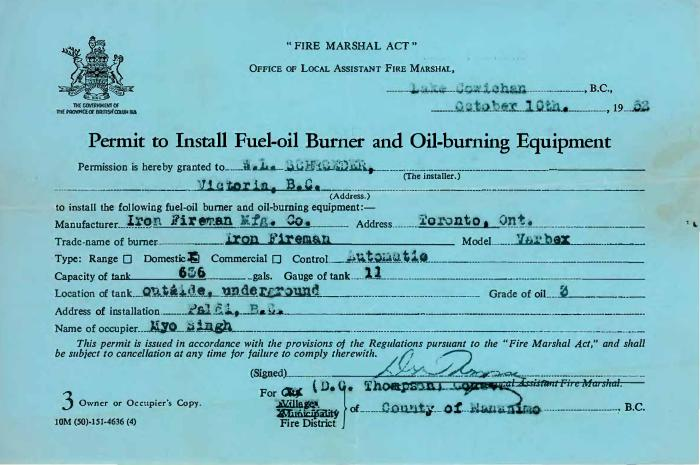 "FIRE MARSHAL ACT"
OFFICE OF LOCAL ASSISTANT FIRE MARSHAL,
THE GOVERNMENT OF
THE PROVINCE OF BRITISH COLUMBIA
Lake Cowichan, B.C.,
October 10th., 19
Permit to Install Fuel-oil Burner and Oil-burning Equipment
Permission is hereby granted to W.L. SCHROEDER,
(The installer.)
Victoria, B.C.
(Address.)
to install the following fuel-oil burner and oil-burning equipment:—
Manufacturer Iron Fireman Mfg. Co. Address Toronto, Ont.
Trade-name of burner Iron Fireman Model
Type: Range ☐ Domestic ☒ Commercial ☐ Control Automatic
Capacity of tank gals. Gauge of tank 11
Location of tank outside, underground Grade of oil
Address of installation B.C.
Name of occupier Myo Singh
This permit is issued in accordance with the provisions of the Regulations pursuant to the "Fire Marshal Act," and shall
be subject to cancellation at any time for failure to comply therewith.
(Signed)
(D.C. Thompson, Assistant Fire Marshal.
3 Owner or Occupier's Copy.
For City
Villages
Municipality of County of Nanaimo, B.C.
Fire District
10M (50)-151-4636 (4)